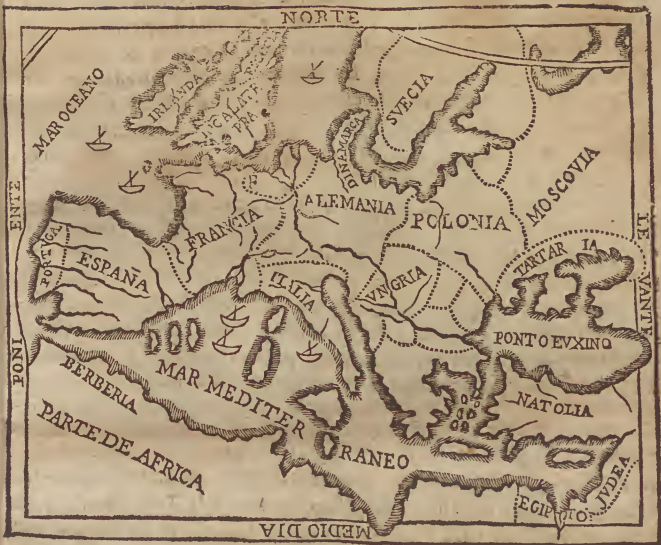 NORTE
MAR OCEANO
IRLANDA
SVECIA
DINAMARCA
MOSCOVIA
ALEMANIA
POLONIA
FRANCIA
PORTVGAL
ESPAÑA
ITALIA
VNGRIA
TARTARIA
PONTO EVXINO
MAR MEDITERRANEO
NATOLIA
BERBERIA
PARTE DE AFRICA
EGIPTO
IVDEA
PONIENTE
LEVANTE
MEDIO DIA